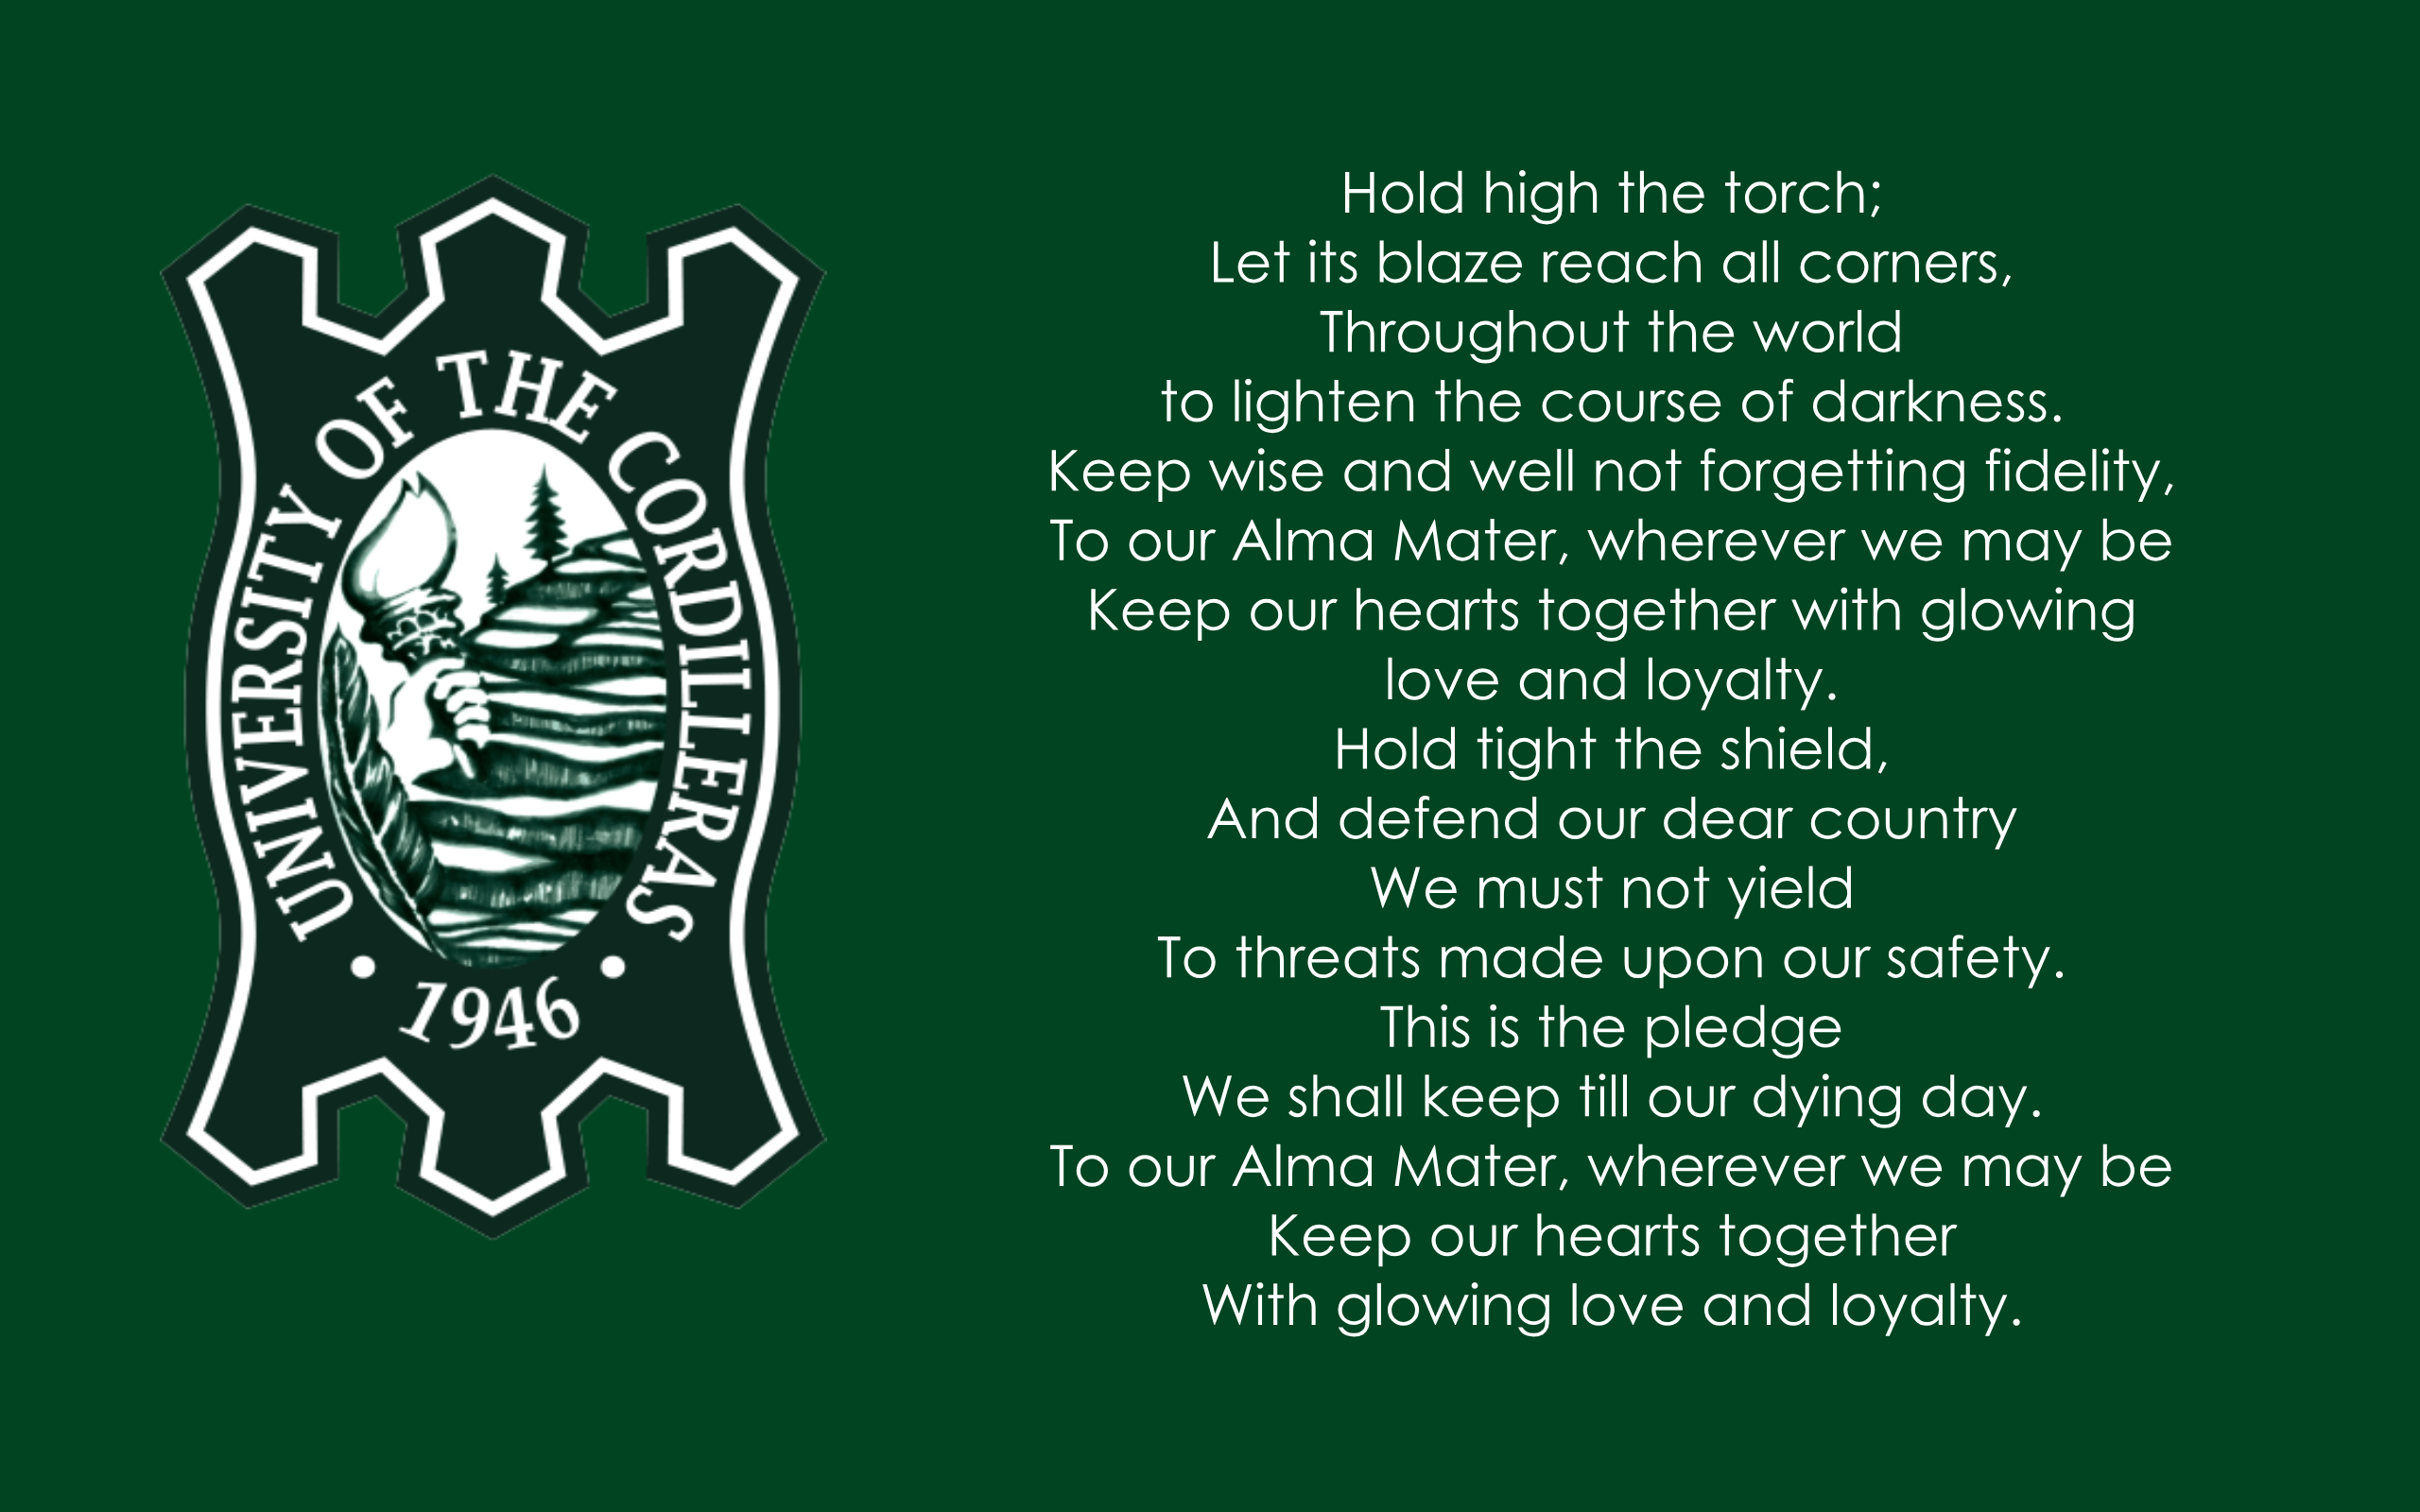 UNIVERSITY OF THE CORDILLERAS
• 1946 •
Hold high the torch;
Let its blaze reach all corners,
Throughout the world
to lighten the course of darkness.
Keep wise and well not forgetting fidelity,
To our Alma Mater, wherever we may be
Keep our hearts together with glowing
love and loyalty.
Hold tight the shield,
And defend our dear country
We must not yield
To threats made upon our safety.
This is the pledge
We shall keep till our dying day.
To our Alma Mater, wherever we may be
Keep our hearts together
With glowing love and loyalty.